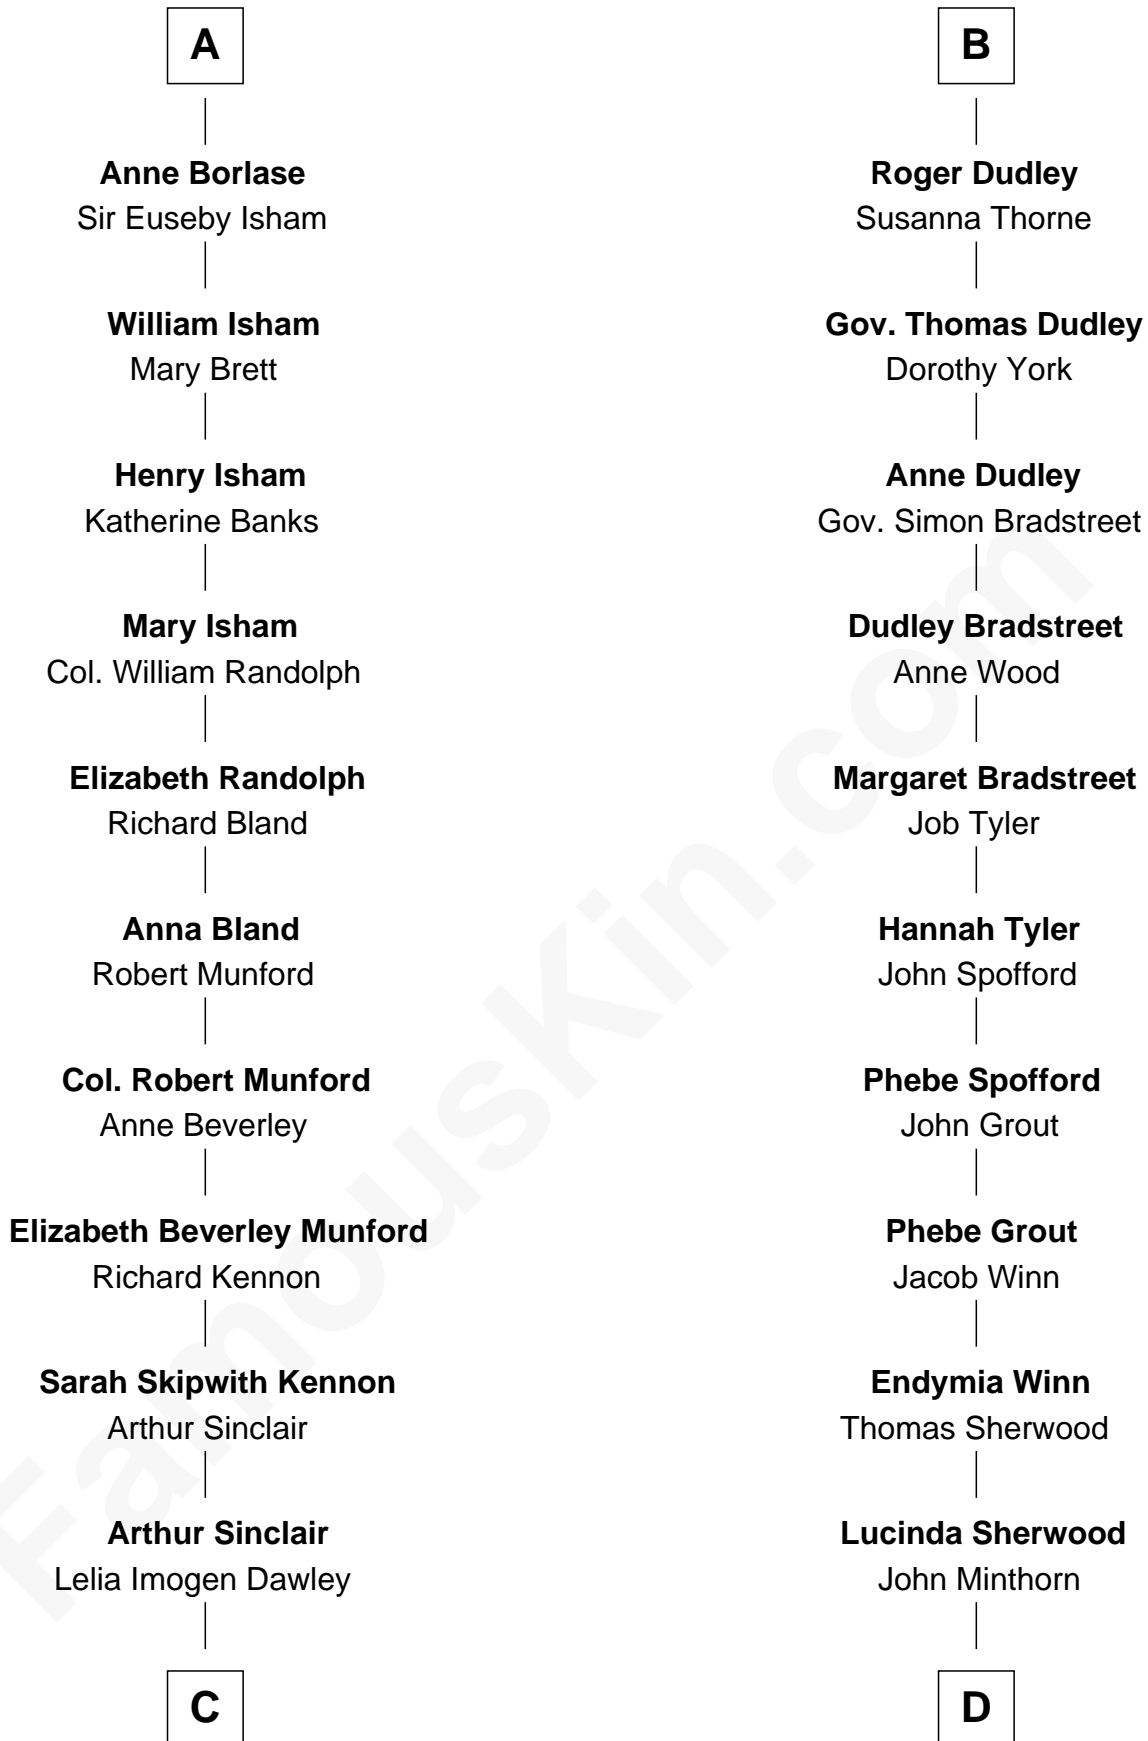 A
Anne Borlase
Sir Euseby Isham
William Isham
Mary Brett
Henry Isham
Katherine Banks
Mary Isham
Col. William Randolph
Elizabeth Randolph
Richard Bland
Anna Bland
Robert Munford
Col. Robert Munford
Anne Beverley
Elizabeth Beverley Munford
Richard Kennon
Sarah Skipwith Kennon
Arthur Sinclair
Arthur Sinclair
Lelia Imogen Dawley
C
B
Roger Dudley
Susanna Thorne
Gov. Thomas Dudley
Dorothy York
Anne Dudley
Gov. Simon Bradstreet
Dudley Bradstreet
Anne Wood
Margaret Bradstreet
Job Tyler
Hannah Tyler
John Spofford
Phebe Spofford
John Grout
Phebe Grout
Jacob Winn
Endymia Winn
Thomas Sherwood
Lucinda Sherwood
John Minthorn
D
FamousKin.com